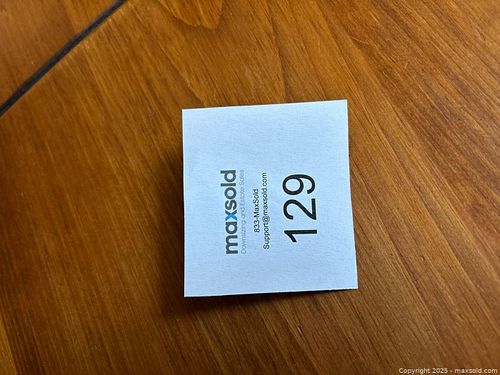 maxsold
Downsizing and Estate Sales
833-MaxSold
Support@maxsold.com
129
Copyright 2025 - maxsold.com